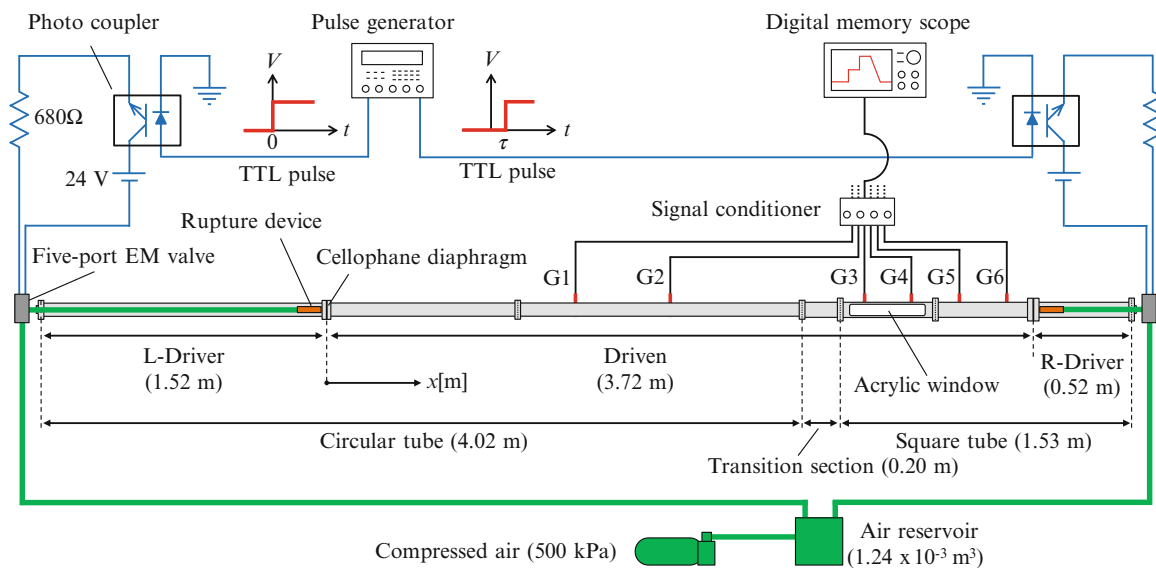 Photo coupler
Pulse generator
Digital memory scope
V
V
680Ω
t
0
t
τ
TTL pulse
TTL pulse
24 V
Rupture device
Signal conditioner
Five-port EM valve
Cellophane diaphragm
G1
G2
G3
G4
G5
G6
L-Driver
(1.52 m)
x[m]
Driven
(3.72 m)
Acrylic window
R-Driver
(0.52 m)
Circular tube (4.02 m)
Transition section (0.20 m)
Square tube (1.53 m)
Compressed air (500 kPa)
Air reservoir
(1.24 x 10-3 m3)